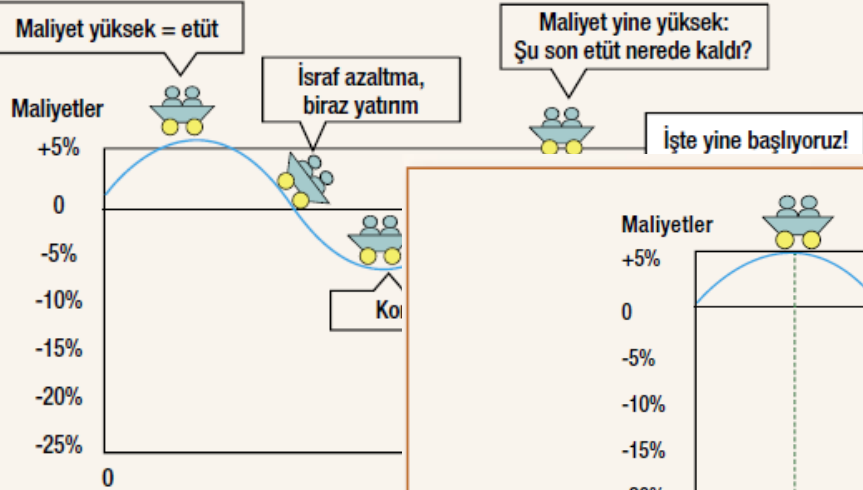 Maliyet yüksek = etüt
Maliyet yine yüksek:
Şu son etüt nerede kaldı?
İsraf azaltma,
biraz yatırım
İşte yine başlıyoruz!
Maliyetler
+5%
0
-5%
-10%
-15%
-20%
-25%
0
Maliyetler
+5%
0
-5%
-10%
-15%